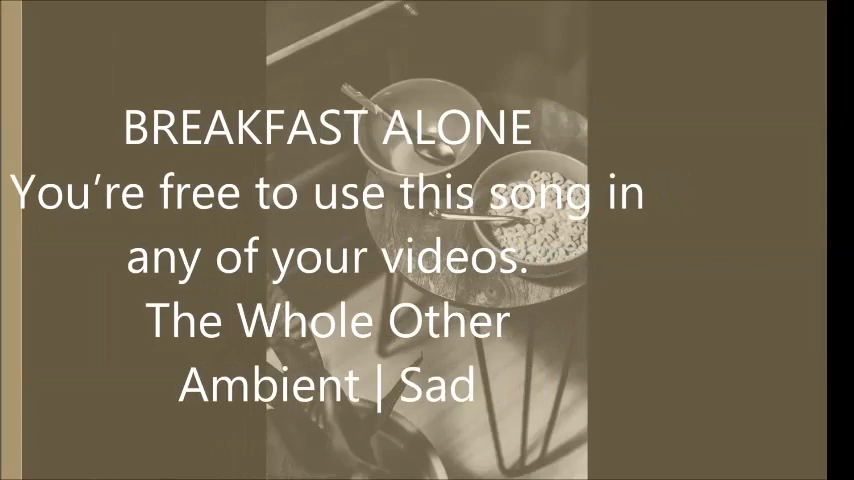 BREAKFAST ALONE
You’re free to use this song in
any of your videos.
The Whole Other
Ambient | Sad